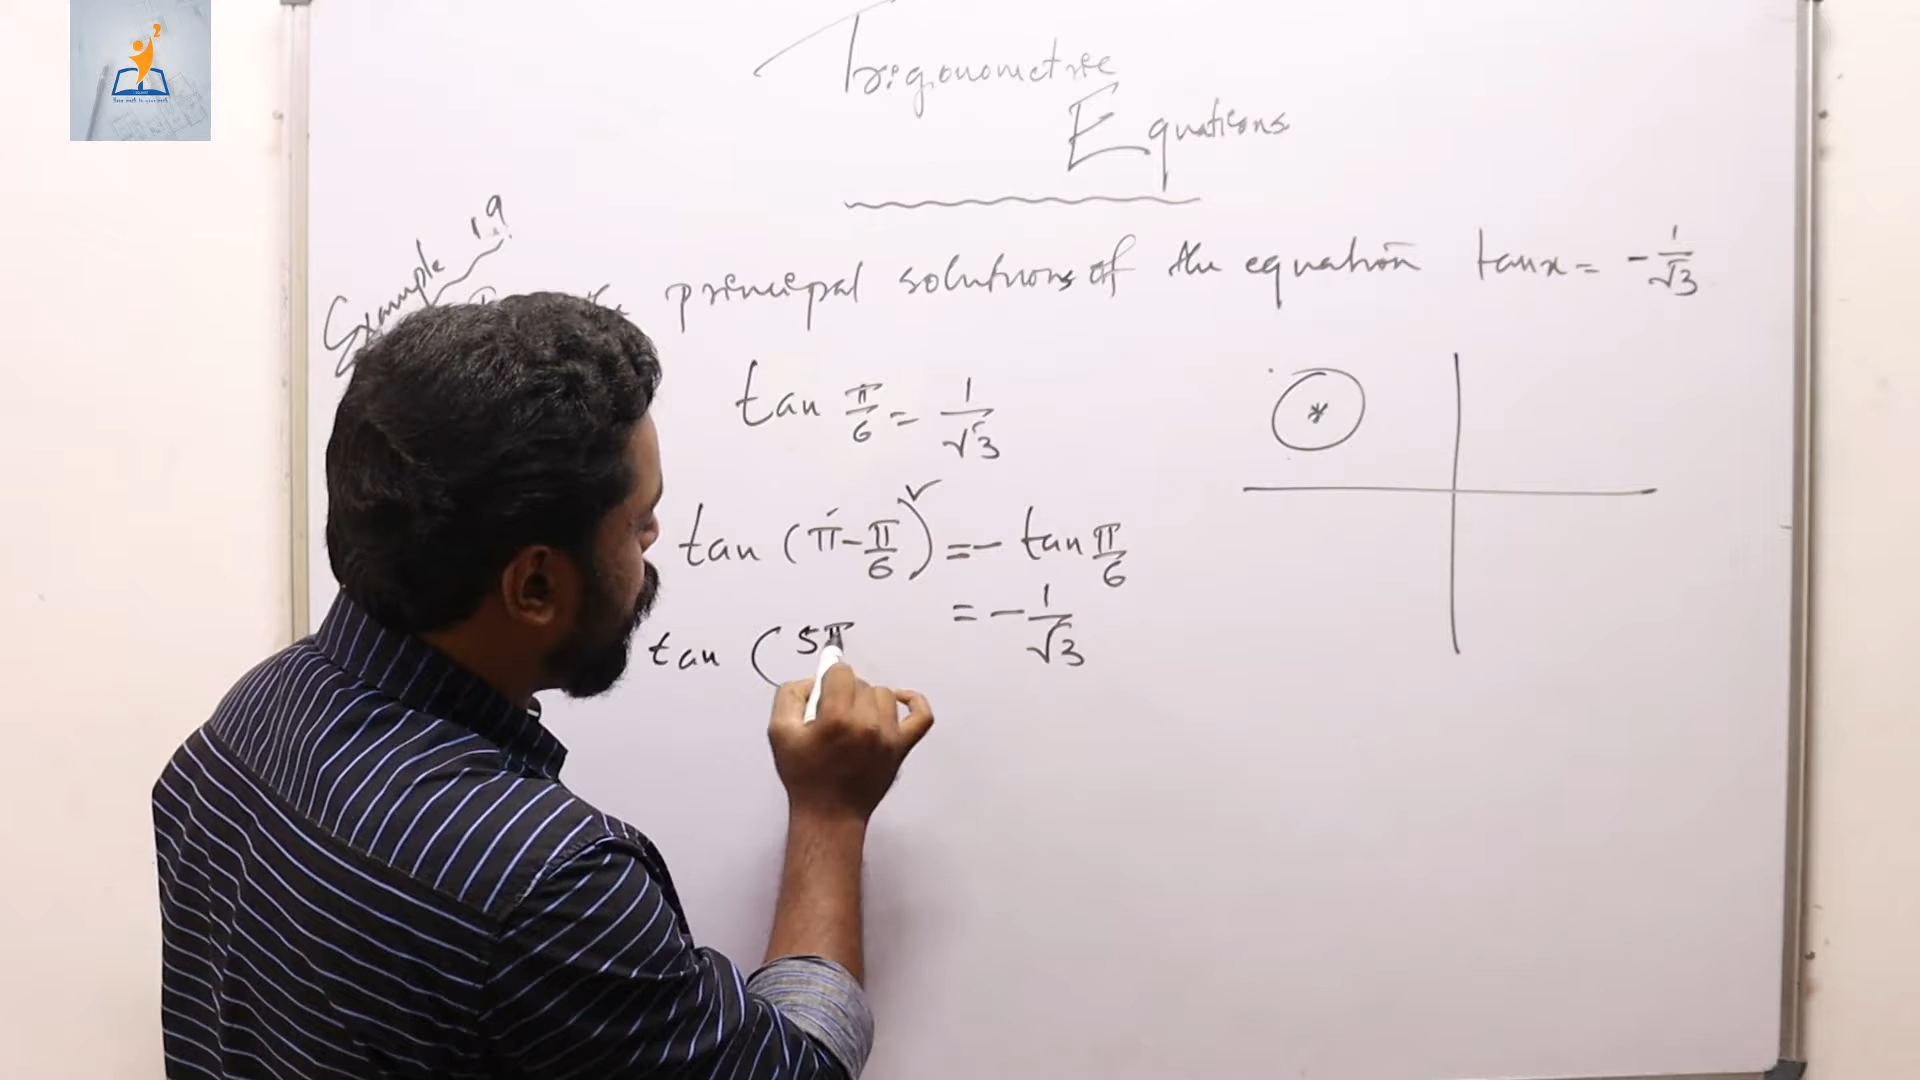 Trigonometric
Equations
Example 19
principal solutions of the equation tan x = -1/√3
tan π/6 = 1/√3
tan (π - π/6) = - tan π/6
= - 1/√3
tan (5π